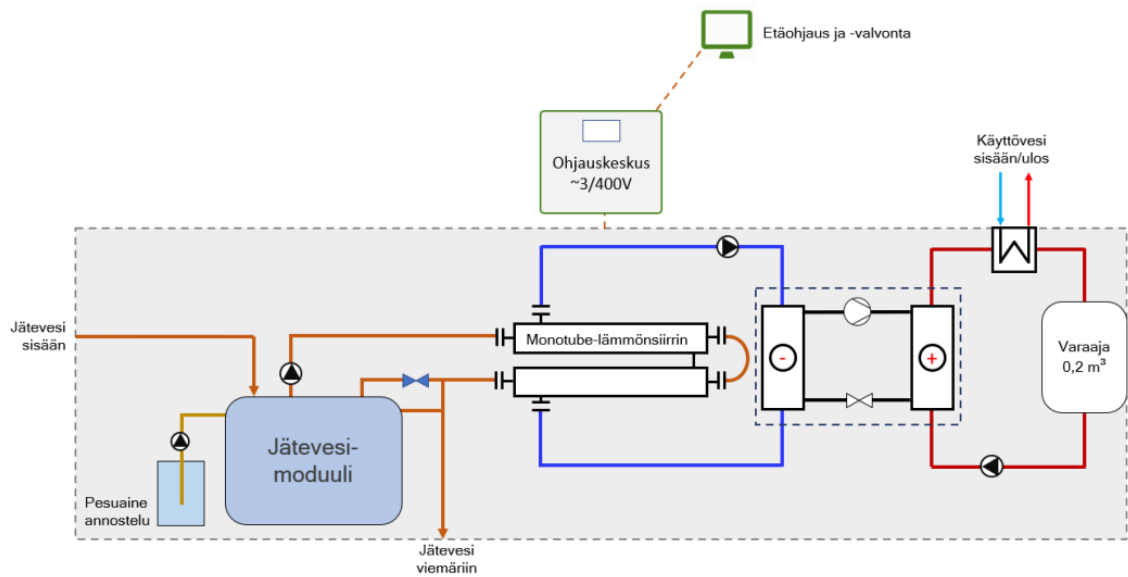 Etäohjaus ja -valvonta
Ohjauskeskus
~3/400V
Käyttövesi
sisään/ulos
Jätevesi
sisään
Monotube-lämmönsiirrin
-
+
Varaaja
0,2 m³
Jätevesi-
moduuli
Pesuaine
annostelu
Jätevesi
viemäriin